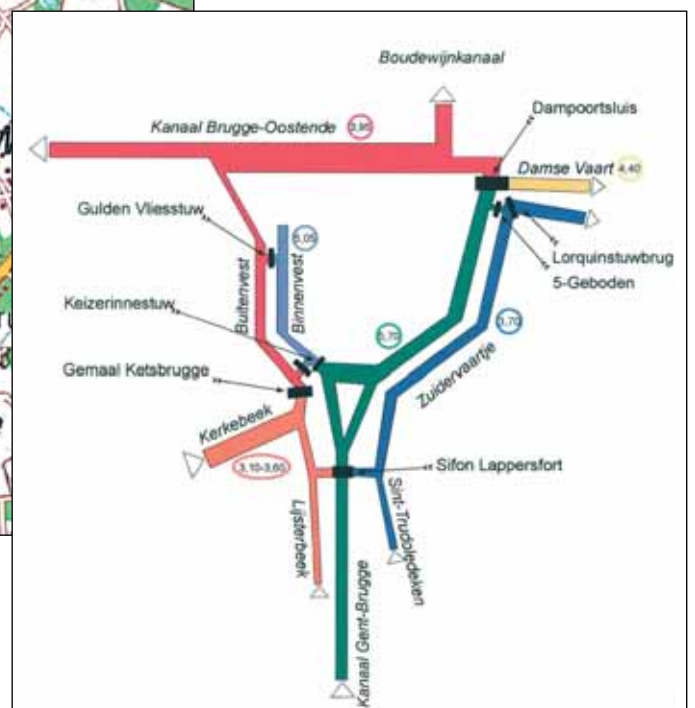 Boudewijnkanaal
Dampoortsluis
Kanaal Brugge-Oostende 3,95
Damse Vaart 4,40
Gulden Vliesstuw
5,05
Lorquinstuwbrug
5-Geboden
Buitenvest
Binnenvest
Keizerinnestuw
3,70
3,70
Gemaal Ketsbrugge
Zuidervaartje
Kerkebeek
3,10-3,60
Sifon Lappersfort
Lijsterbeek
Sint-Trudoledeken
Kanaal Gent-Brugge